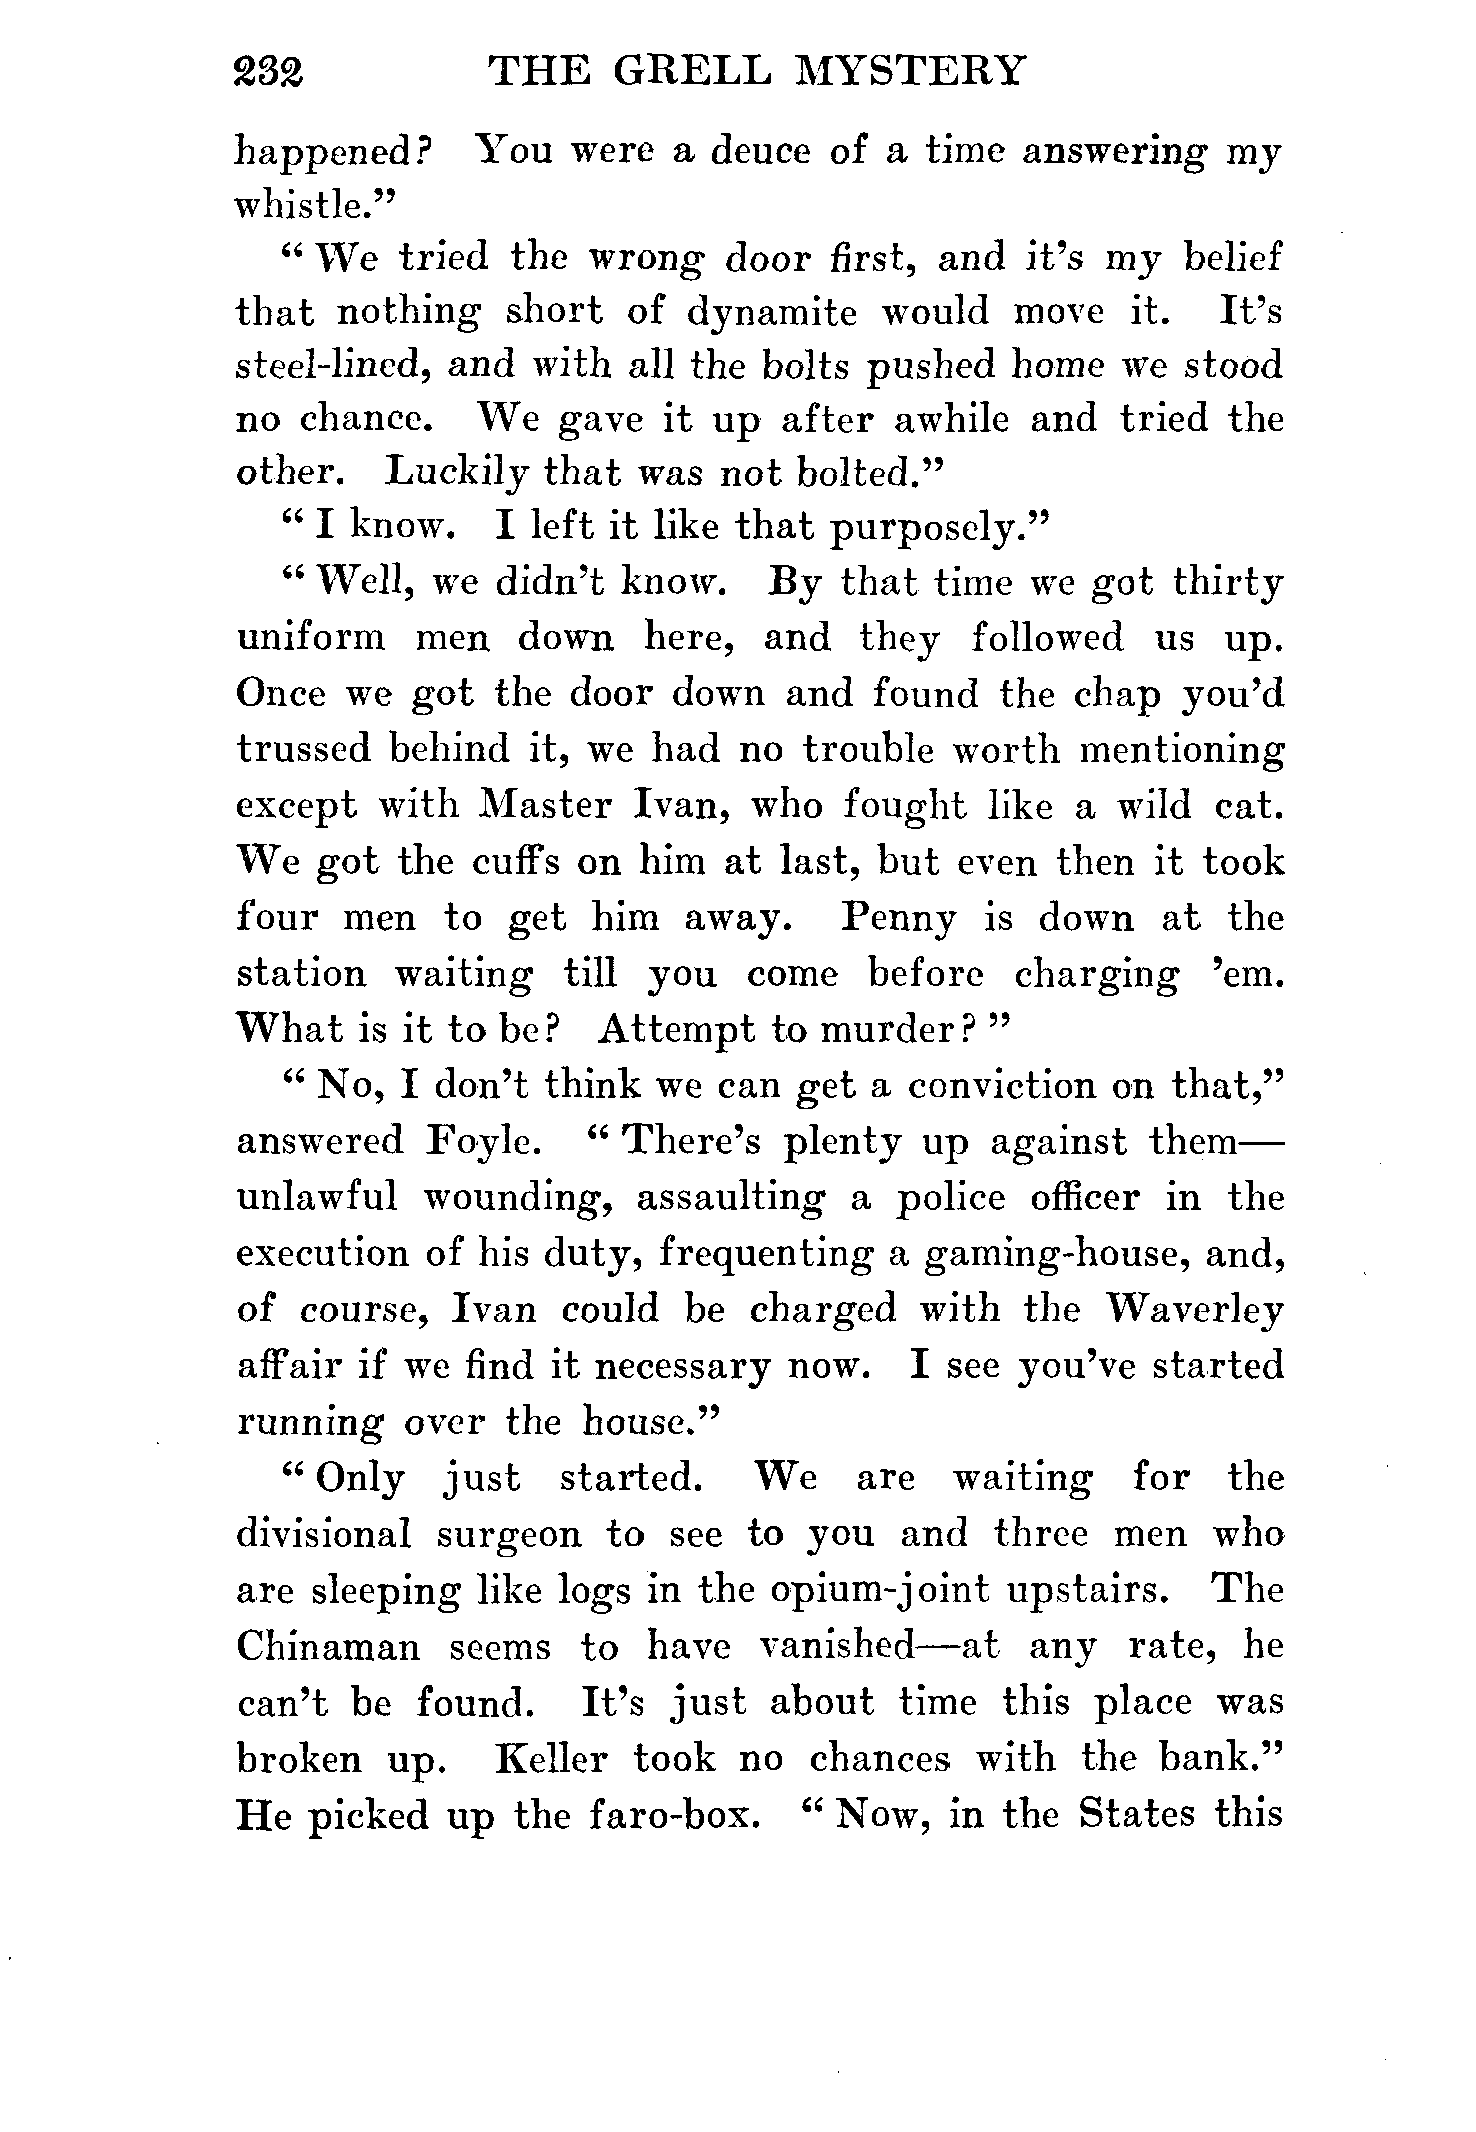 232 THE GRELL MYSTERY
happened? You were a deuce of a time answering my
whistle.”
“ We tried the wrong door first, and it’s my belief
that nothing short of dynamite would move it. It’s
steel-lined, and with all the bolts pushed home we stood
no chance. We gave it up after awhile and tried the
other. Luckily that was not bolted.”
“ I know. I left it like that purposely.”
“ Well, we didn’t know. By that time we got thirty
uniform men down here, and they followed us up.
Once we got the door down and found the chap you’d
trussed behind it, we had no trouble worth mentioning
except with Master Ivan, who fought like a wild cat.
We got the cuffs on him at last, but even then it took
four men to get him away. Penny is down at the
station waiting till you come before charging ’em.
What is it to be? Attempt to murder? ”
“ No, I don’t think we can get a conviction on that,”
answered Foyle. “ There’s plenty up against them—
unlawful wounding, assaulting a police officer in the
execution of his duty, frequenting a gaming-house, and,
of course, Ivan could be charged with the Waverley
affair if we find it necessary now. I see you’ve started
running over the house.”
“ Only just started. We are waiting for the
divisional surgeon to see to you and three men who
are sleeping like logs in the opium-joint upstairs. The
Chinaman seems to have vanished—at any rate, he
can’t be found. It’s just about time this place was
broken up. Keller took no chances with the bank.”
He picked up the faro-box. “ Now, in the States this